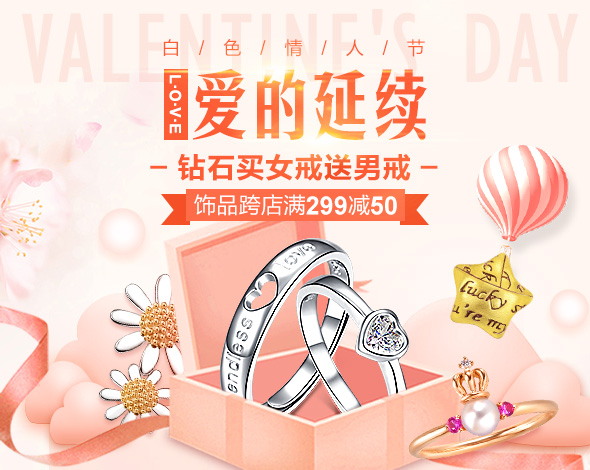 VALENTINE'S DAY
白/色/情/人/节
L·O·V·E
爱的延续
钻石买女戒送男戒
饰品跨店满299减50
endless love
lucky s
u're my